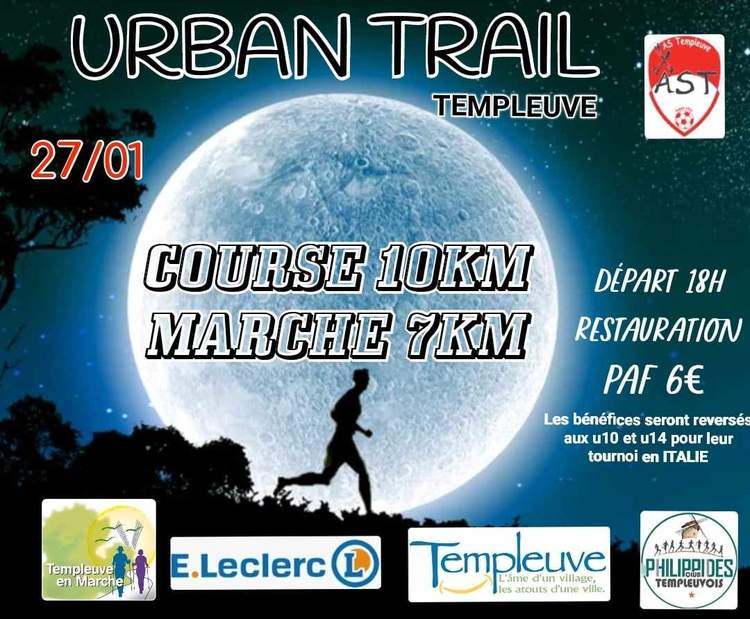 URBAN TRAIL
TEMPLEUVE
AS Templeuve
AST
27/01
COURSE 10KM
MARCHE 7KM
DÉPART 18H
RESTAURATION
PAF 6€
Les bénéfices seront reversés
aux u10 et u14 pour leur
tournoi en ITALIE
Templeuve
en Marche
E.Leclerc L
Templeuve
L'âme d'un village,
les atouts d'une ville.
PHILIPPIDES
CLUB
TEMPLEUVOIS